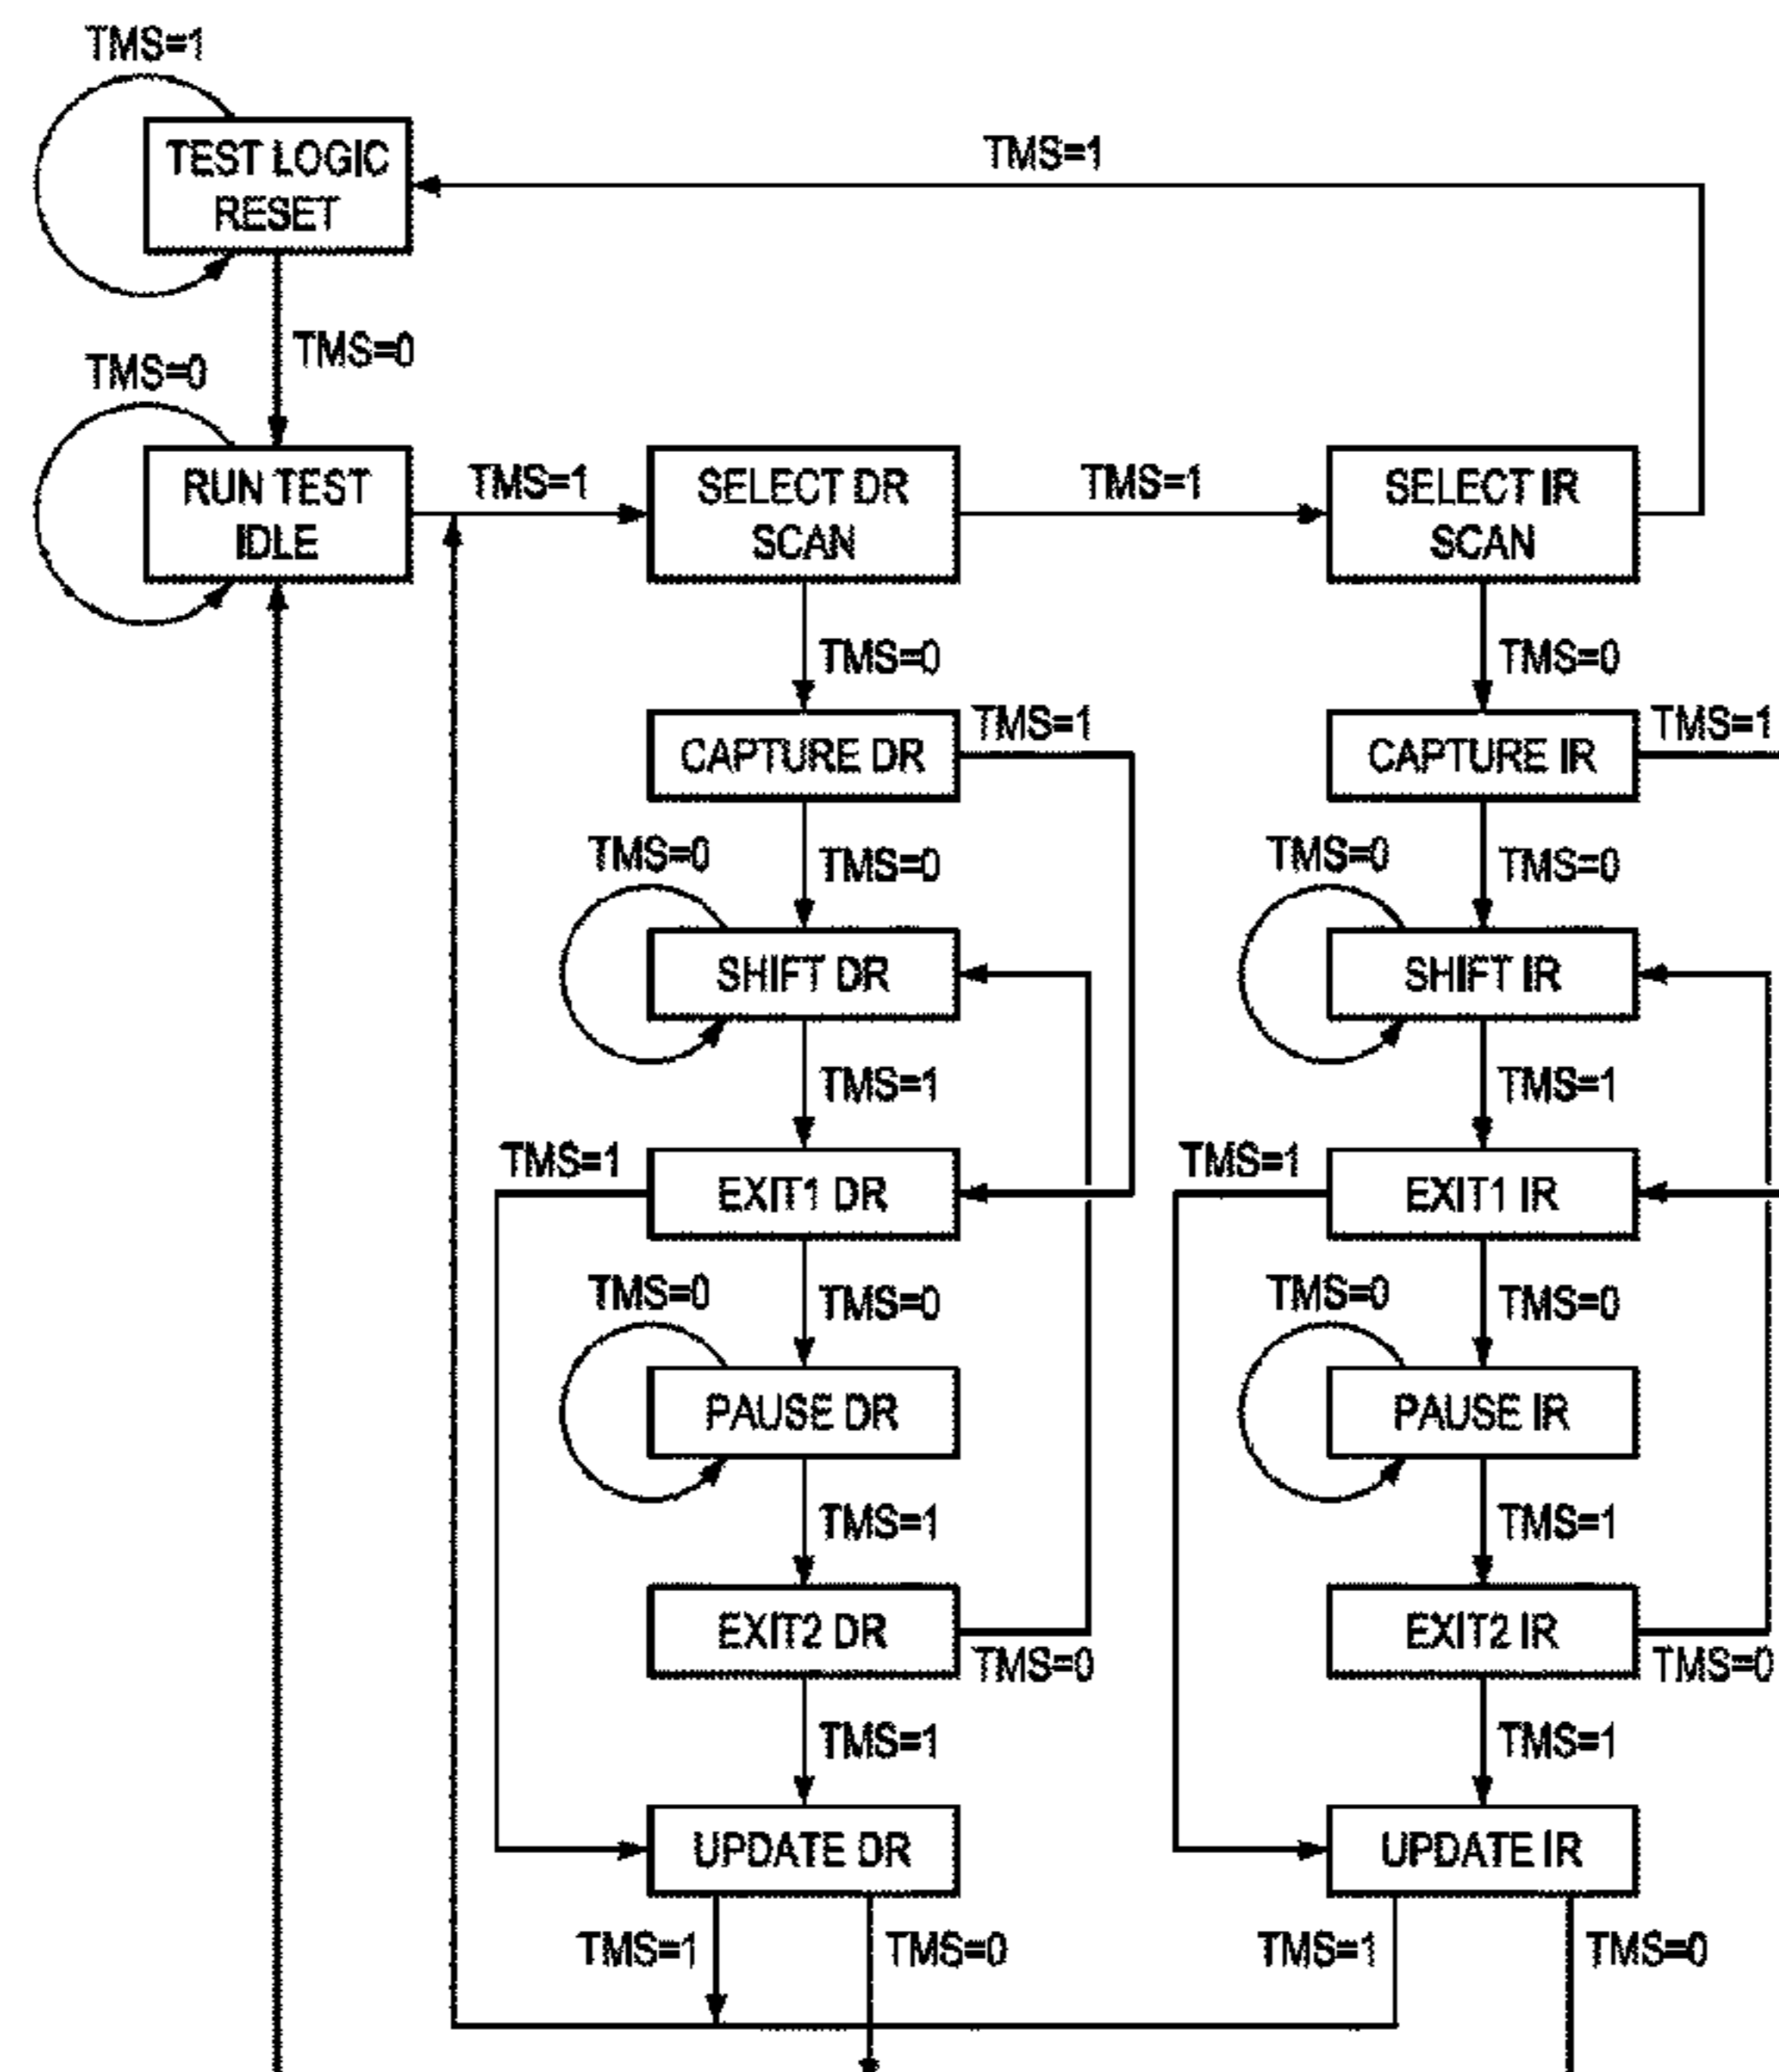 TMS=1
TEST LOGIC
RESET
TMS=1
TMS=0
TMS=0
RUN TEST
IDLE
TMS=1
SELECT DR
SCAN
TMS=1
SELECT IR
SCAN
TMS=0
TMS=0
CAPTURE DR
TMS=1
CAPTURE IR
TMS=1
TMS=0
TMS=0
TMS=0
TMS=0
SHIFT DR
SHIFT IR
TMS=1
TMS=1
TMS=1
EXIT1 DR
TMS=1
EXIT1 IR
TMS=0
TMS=0
TMS=0
TMS=0
PAUSE DR
PAUSE IR
TMS=1
TMS=1
EXIT2 DR
TMS=0
EXIT2 IR
TMS=0
TMS=1
TMS=1
UPDATE DR
UPDATE IR
TMS=1
TMS=0
TMS=1
TMS=0